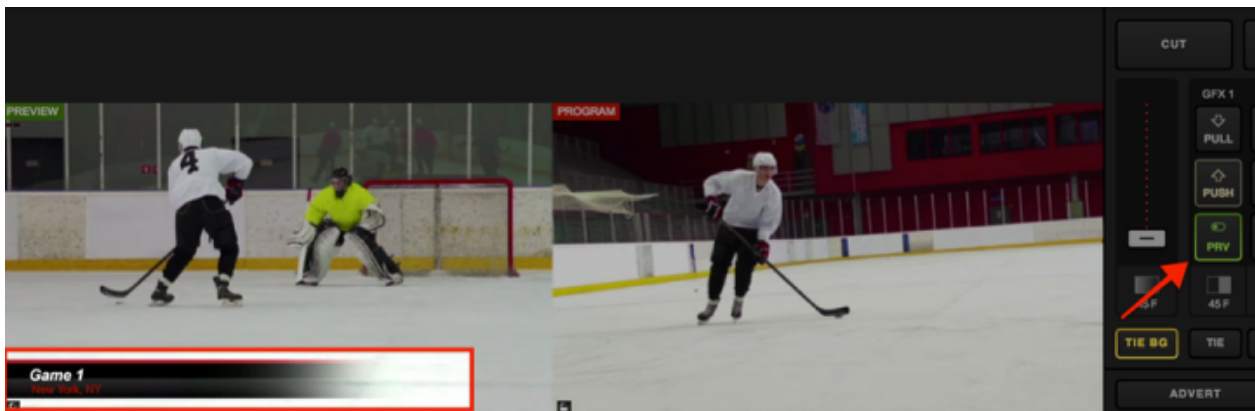 PREVIEW
4
Game 1
New York, NY
PROGRAM
CUT
GFX 1
PULL
PUSH
PRV
45 F
TIE BG
TIE
ADVERT